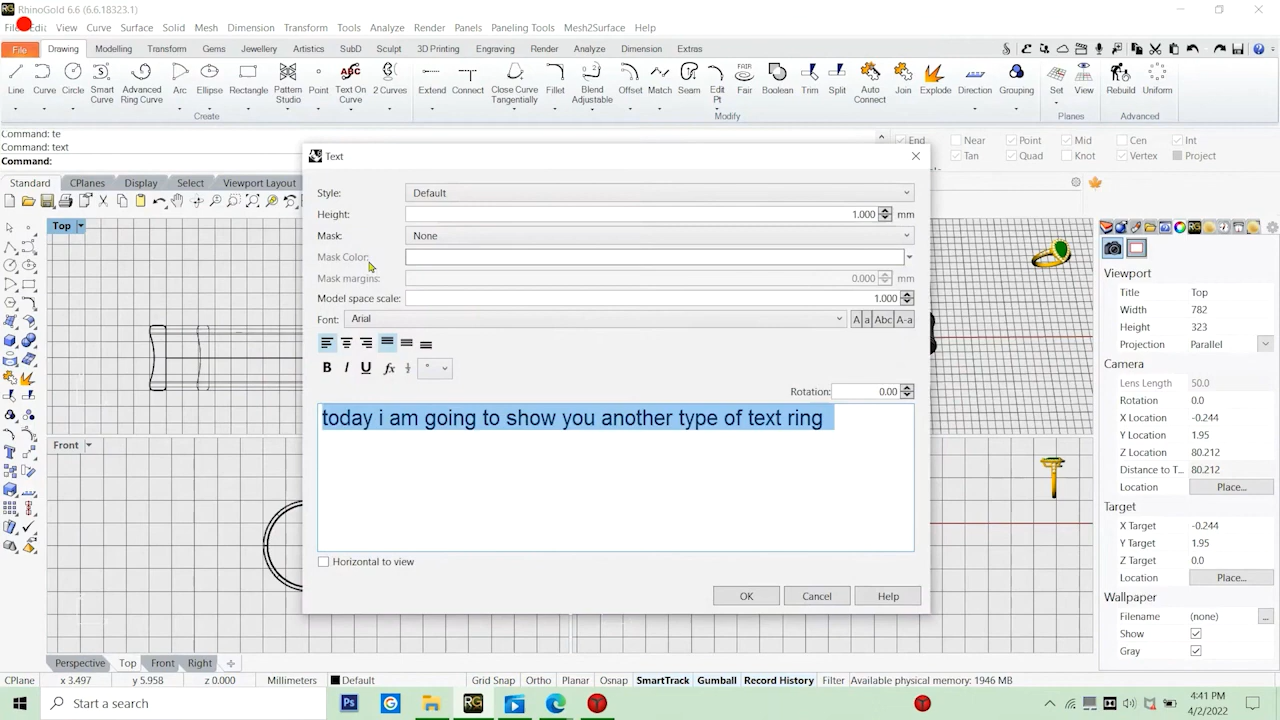 RhinoGold 6.6 (6.6.18323.1)
File Edit View Curve Surface Solid Mesh Dimension Transform Tools Analyze Render Panels Paneling Tools Mesh2Surface Help
File Drawing Modelling Transform Gems Jewellery Artistics SubD Sculpt 3D Printing Engraving Render Analyze Dimension Extras
Line Curve Circle Smart Curve Advanced Ring Curve Arc Ellipse Rectangle Pattern Studio Point Text On Curve 2 Curves Extend Connect Close Curve Tangentially Fillet Blend Adjustable Offset Match Seam Edit Pt Fair Boolean Trim Split Auto Connect Join Explode Direction Grouping Set View Rebuild Uniform
Create Modify Planes Advanced
Command: te
Command: text
Command:
End Near Point Mid Cen Int
Tan Quad Knot Vertex Project
Standard CPlanes Display Select Viewport Layout
Top
Text
Style: Default
Height: 1.000 mm
Mask: None
Mask Color:
Mask margins: 0.000 mm
Model space scale: 1.000
Font: Arial
A a Abc A-a
B I U fx
Rotation: 0.00
today i am going to show you another type of text ring
Horizontal to view
OK Cancel Help
Front
Viewport
Title Top
Width 782
Height 323
Projection Parallel
Camera
Lens Length 50.0
Rotation 0.0
X Location -0.244
Y Location 1.95
Z Location 80.212
Distance to T... 80.212
Location Place...
Target
X Target -0.244
Y Target 1.95
Z Target 0.0
Location Place...
Wallpaper
Filename (none) ...
Show
Gray
Perspective Top Front Right
CPlane x 3.497 y 5.958 z 0.000 Millimeters Default Grid Snap Ortho Planar Osnap SmartTrack Gumball Record History Filter Available physical memory: 1946 MB
Start a search
4:41 PM
4/2/2022